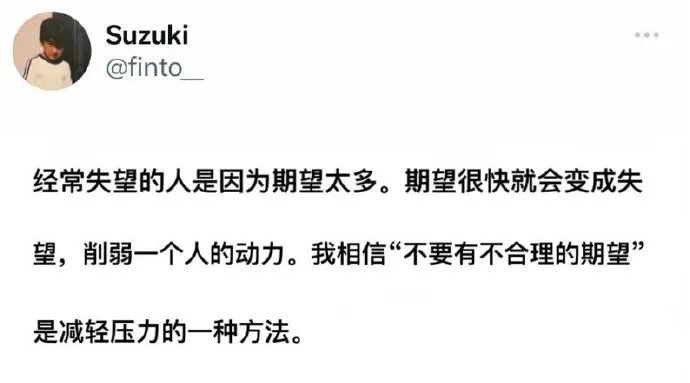 Suzuki
@finto__
经常失望的人是因为期望太多。期望很快就会变成失
望，削弱一个人的动力。我相信“不要有不合理的期望”
是减轻压力的一种方法。